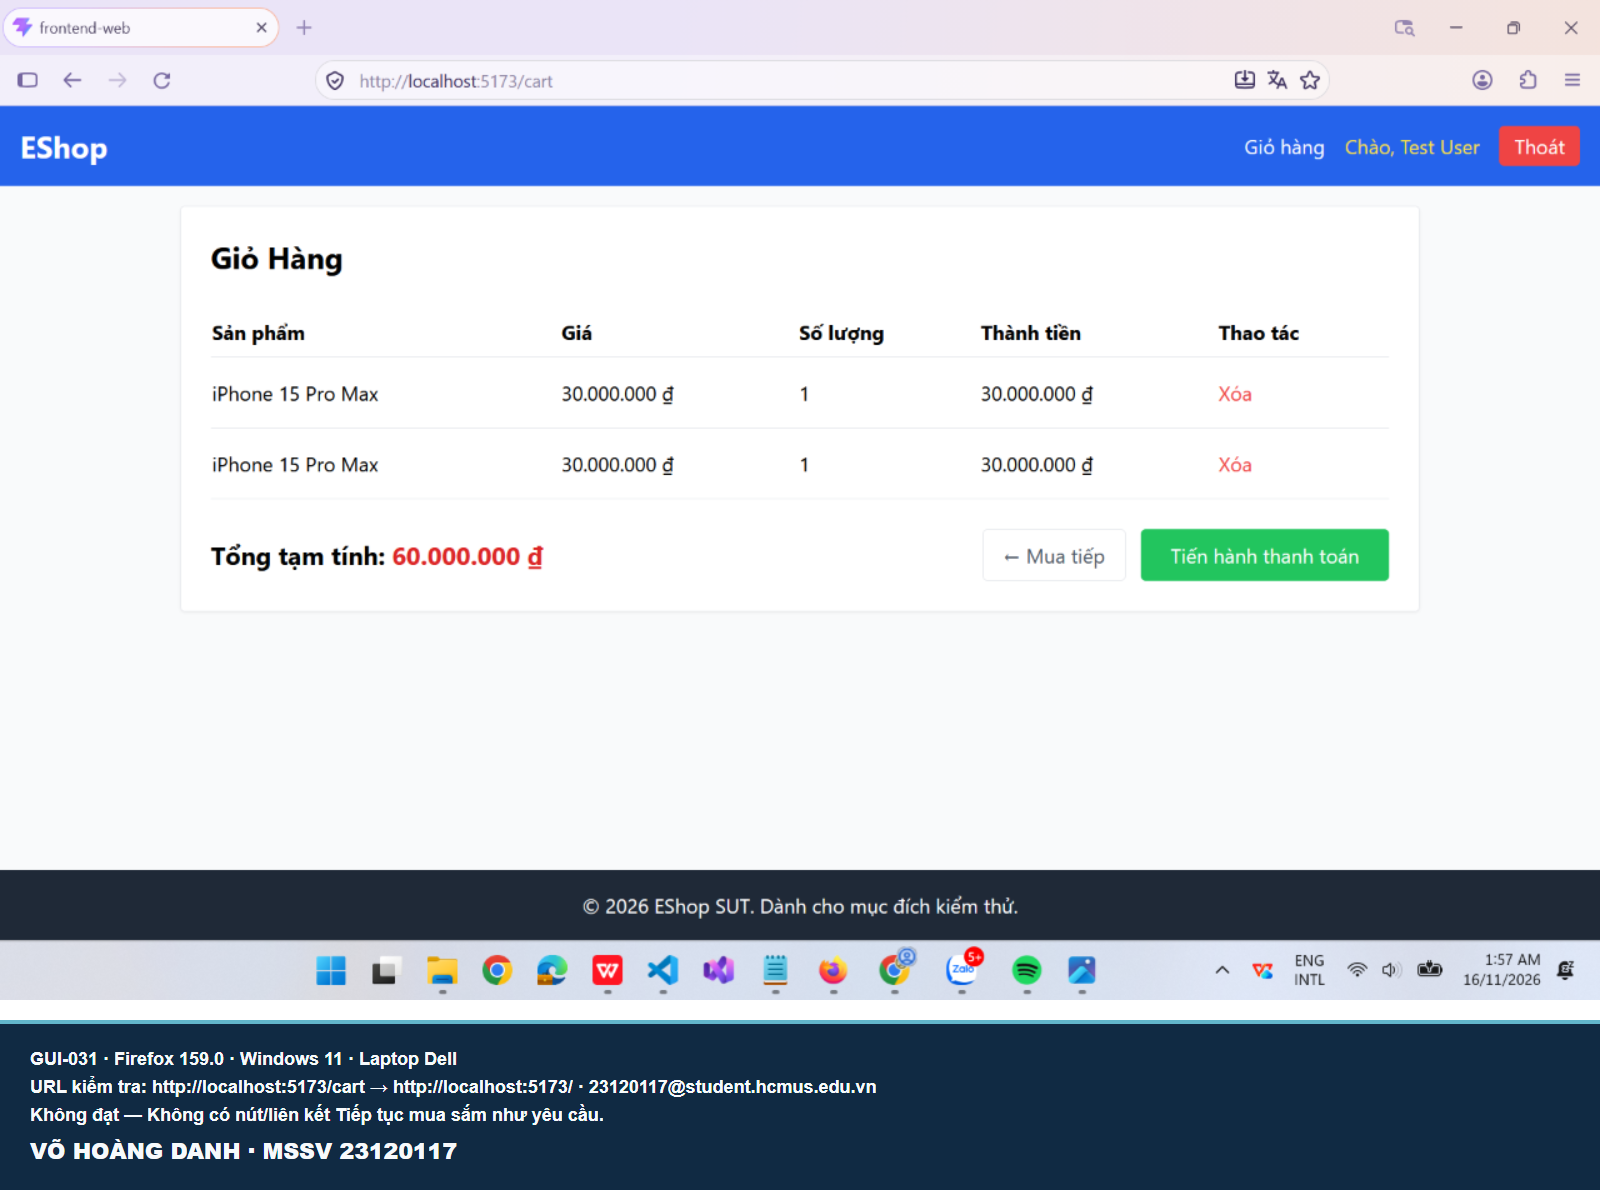 frontend-web
http://localhost:5173/cart
EShop
Giỏ hàng Chào, Test User Thoát
Giỏ Hàng
Sản phẩm Giá Số lượng Thành tiền Thao tác
iPhone 15 Pro Max 30.000.000 ₫ 1 30.000.000 ₫ Xóa
iPhone 15 Pro Max 30.000.000 ₫ 1 30.000.000 ₫ Xóa
Tổng tạm tính: 60.000.000 ₫ ← Mua tiếp Tiến hành thanh toán
© 2026 EShop SUT. Dành cho mục đích kiểm thử.
Zalo 5+
ENG 1:57 AM
INTL 16/11/2026
GUI-031 · Firefox 159.0 · Windows 11 · Laptop Dell
URL kiểm tra: http://localhost:5173/cart → http://localhost:5173/ · 23120117@student.hcmus.edu.vn
Không đạt — Không có nút/liên kết Tiếp tục mua sắm như yêu cầu.
VÕ HOÀNG DANH · MSSV 23120117